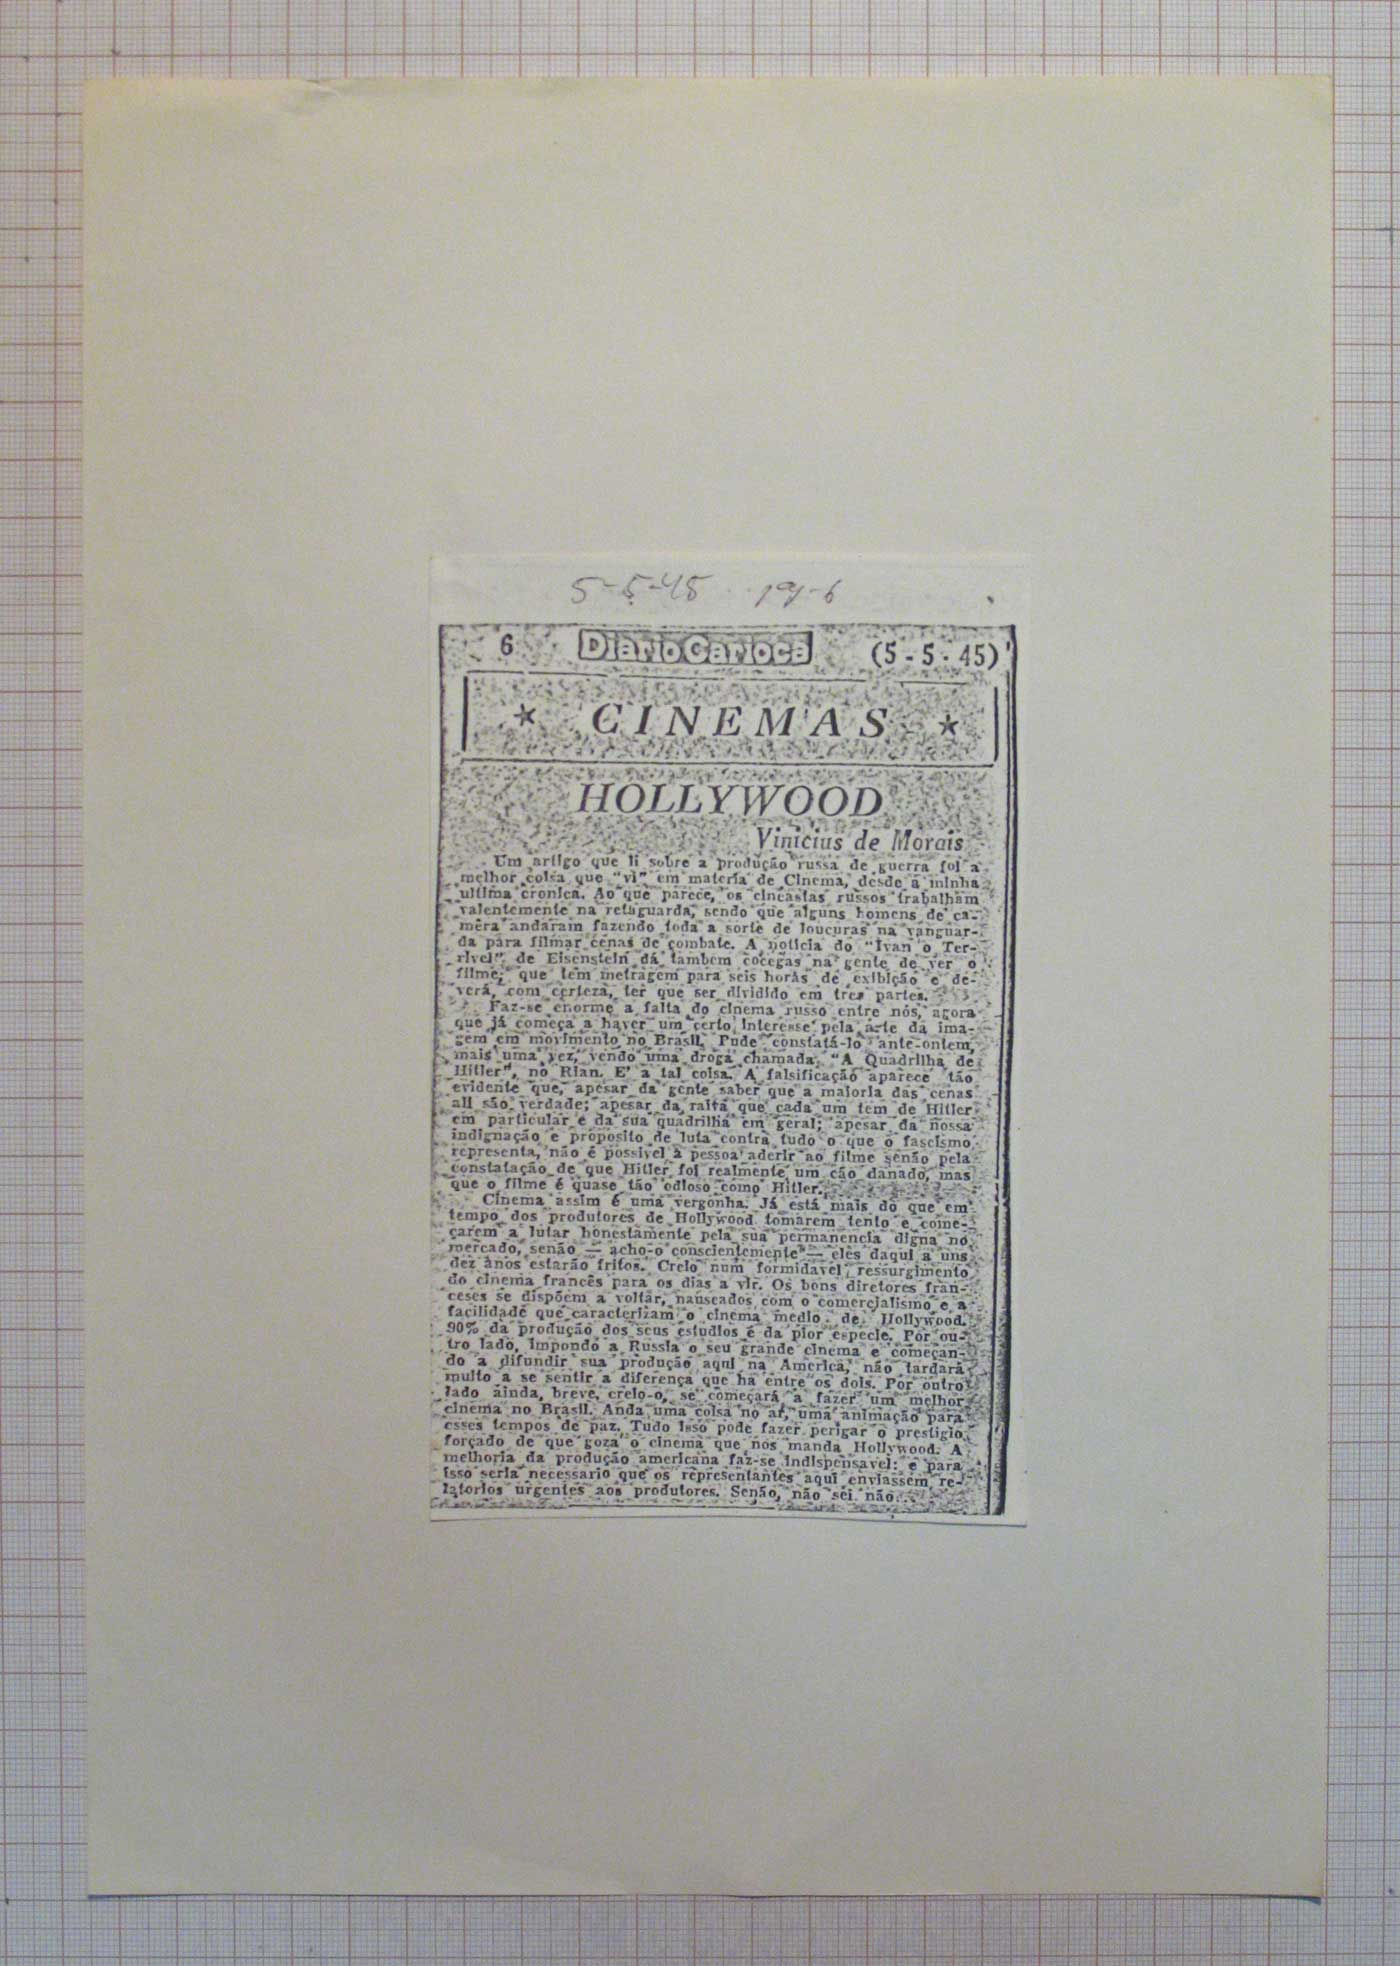 5-5-45 pg-6
6 Diario Carioca (5-5-45)
★ CINEMAS ★
HOLLYWOOD
Vinicius de Morais
Um artigo que li sobre a produção russa de guerra foi a
melhor coisa que "vi" em materia de Cinema, desde a minha
ultima cronica. Ao que parece, os cineastas russos trabalham
valentemente na retaguarda, sendo que alguns homens de ca-
mera andaram fazendo toda a sorte de loucuras na vanguar-
da para filmar cenas de combate. A noticia do "Ivan o Ter-
rivel" de Eisenstein dá tambem cocegas na gente de ver o
filme, que tem metragem para seis horas de exibição e de-
verá, com certeza, ter que ser dividido em tres partes.
Faz-se enorme a falta do cinema russo entre nós, agora
que já começa a haver um certo interesse pela arte da ima-
gem em movimento no Brasil. Pude constatá-lo ante-ontem,
mais uma vez, vendo uma droga chamada "A Quadrilha de
Hitler", no Rian. E' a tal coisa. A falsificação aparece tão
evidente que, apesar da gente saber que a maioria das cenas
ali são verdade; apesar da raiva que cada um tem de Hitler
em particular e da sua quadrilha em geral; apesar da nossa
indignação e proposito de luta contra tudo o que o fascismo
representa, não é possivel à pessoa aderir ao filme senão pela
constatação de que Hitler foi realmente um cão danado, mas
que o filme é quase tão odioso como Hitler.
Cinema assim é uma vergonha. Já está mais do que em
tempo dos produtores de Hollywood tomarem tento e come-
çarem a lutar honestamente pela sua permanencia digna no
mercado, senão — acho-o conscientemente — eles daqui a uns
dez anos estarão fritos. Creio num formidavel ressurgimento
do cinema francês para os dias a vir. Os bons diretores fran-
ceses se dispõem a voltar, nauseados com o comercialismo e a
facilidade que caracterizam o cinema medio de Hollywood.
90% da produção dos seus estudios é da pior especie. Por ou-
tro lado, impondo a Russia o seu grande cinema e começan-
do a difundir sua produção aqui na America, não tardará
muito a se sentir a diferença que há entre os dois. Por outro
lado ainda, breve, creio-o, se começará a fazer um melhor
cinema no Brasil. Anda uma coisa no ar, uma animação para
esses tempos de paz. Tudo isso pode fazer perigar o prestigio
forçado de que goza o cinema que nos manda Hollywood. A
melhoria da produção americana faz-se indispensavel: e para
isso seria necessario que os representantes aqui enviassem re-
latorios urgentes aos produtores. Senão, não sei não...